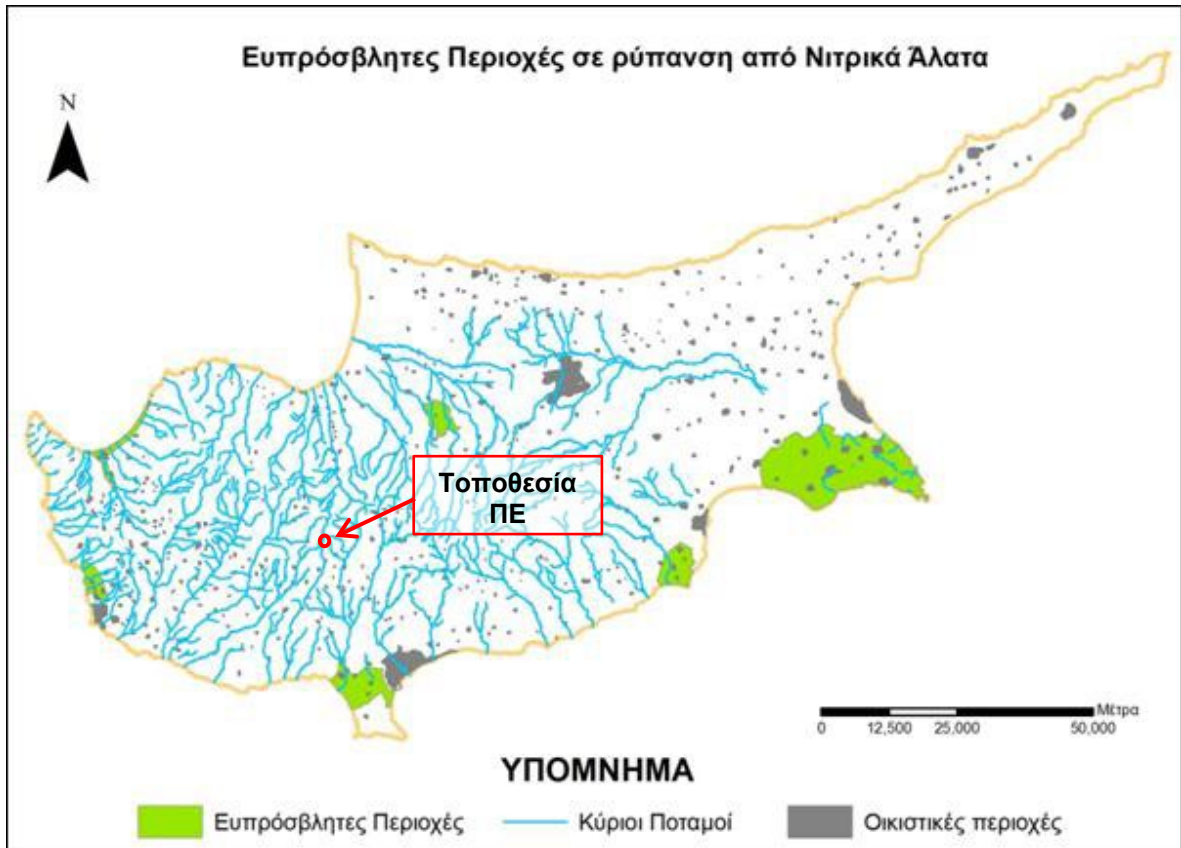 Ευπρόσβλητες Περιοχές σε ρύπανση από Νιτρικά Άλατα
N
Τοποθεσία
ΠΕ
Μέτρα
0 12,500 25,000 50,000
ΥΠΟΜΝΗΜΑ
Ευπρόσβλητες Περιοχές
Κύριοι Ποταμοί
Οικιστικές περιοχές